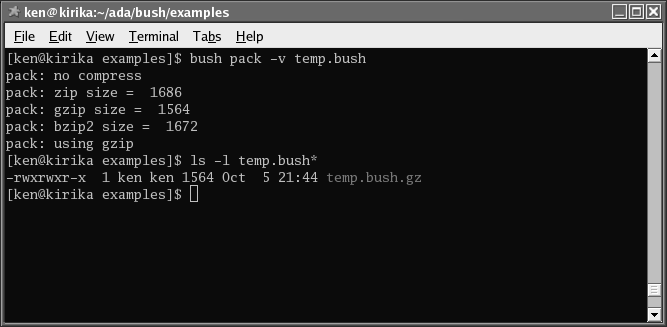 ken@kirika:~/ada/bush/examples
File Edit View Terminal Tabs Help
[ken@kirika examples]$ bush pack -v temp.bush
pack: no compress
pack: zip size =  1686
pack: gzip size =  1564
pack: bzip2 size =  1672
pack: using gzip
[ken@kirika examples]$ ls -l temp.bush*
-rwxrwxr-x  1 ken ken 1564 Oct  5 21:44 temp.bush.gz
[ken@kirika examples]$